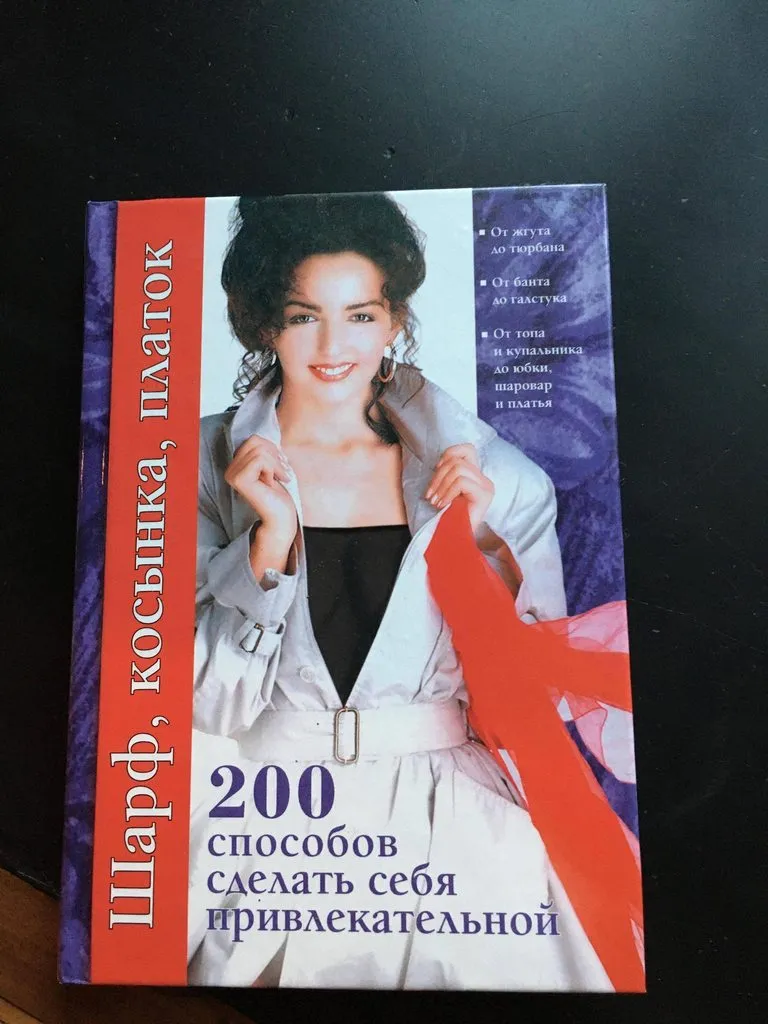 Шарф, косынка, платок
От жгута
до тюрбана
От банта
до галстука
От топа
и купальника
до юбки,
шаровар
и платья
200
способов
сделать себя
привлекательной